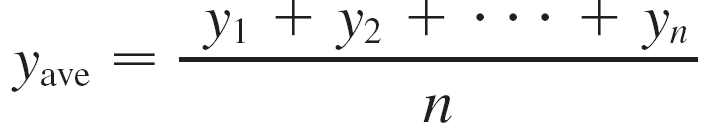 y_ave = (y_1 + y_2 + · · · + y_n) / n